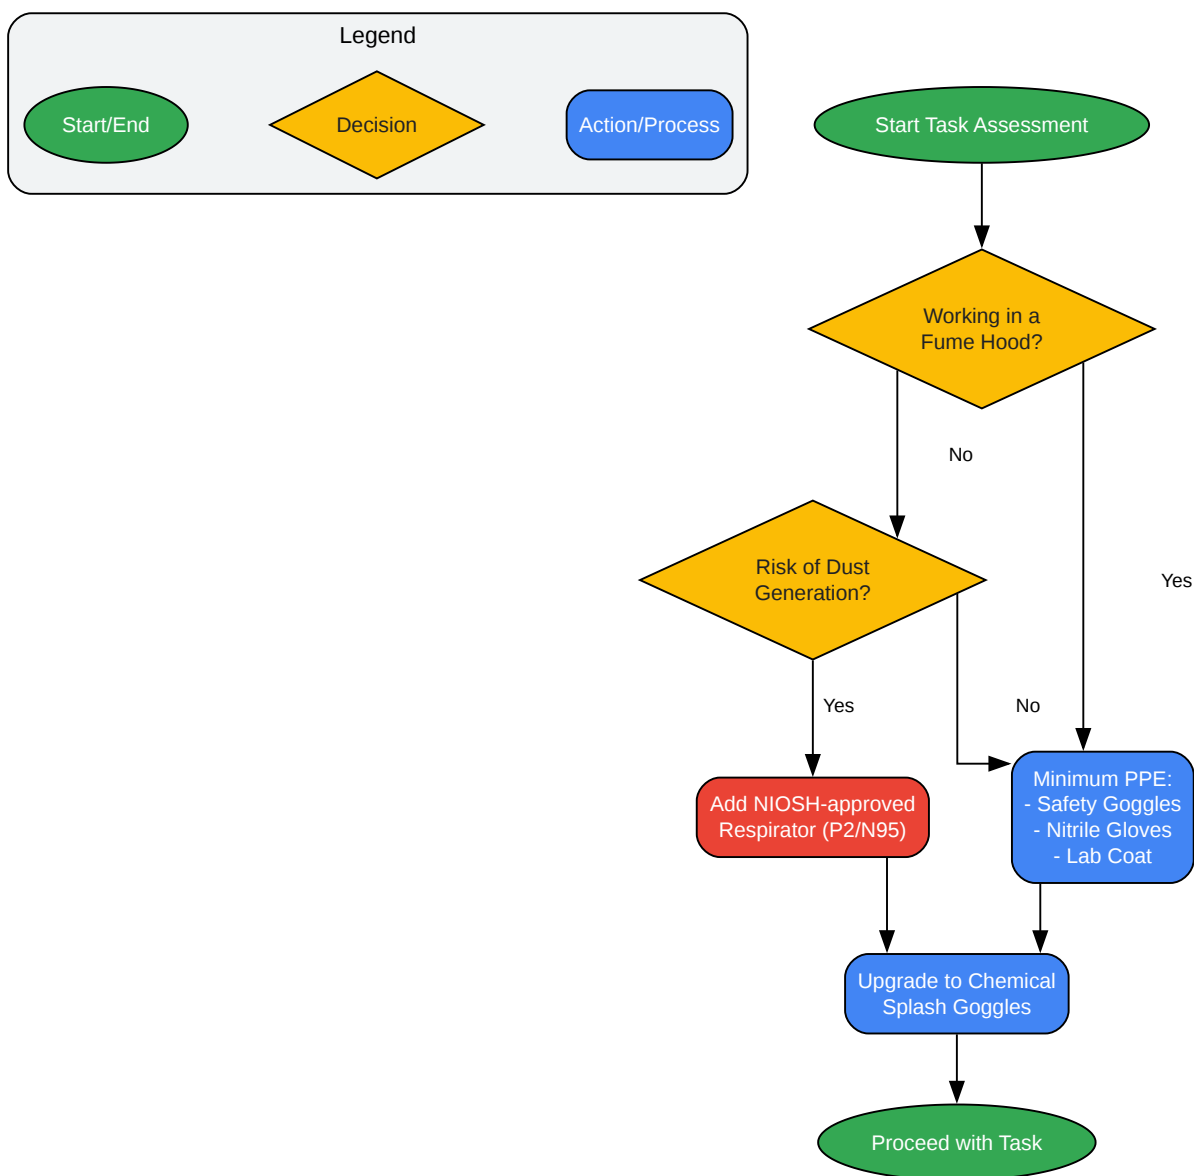 Legend
Start/End
Decision
Action/Process
Start Task Assessment
Working in a
Fume Hood?
No
Yes
Risk of Dust
Generation?
Yes
No
Add NIOSH-approved
Respirator (P2/N95)
Minimum PPE:
- Safety Goggles
- Nitrile Gloves
- Lab Coat
Upgrade to Chemical
Splash Goggles
Proceed with Task